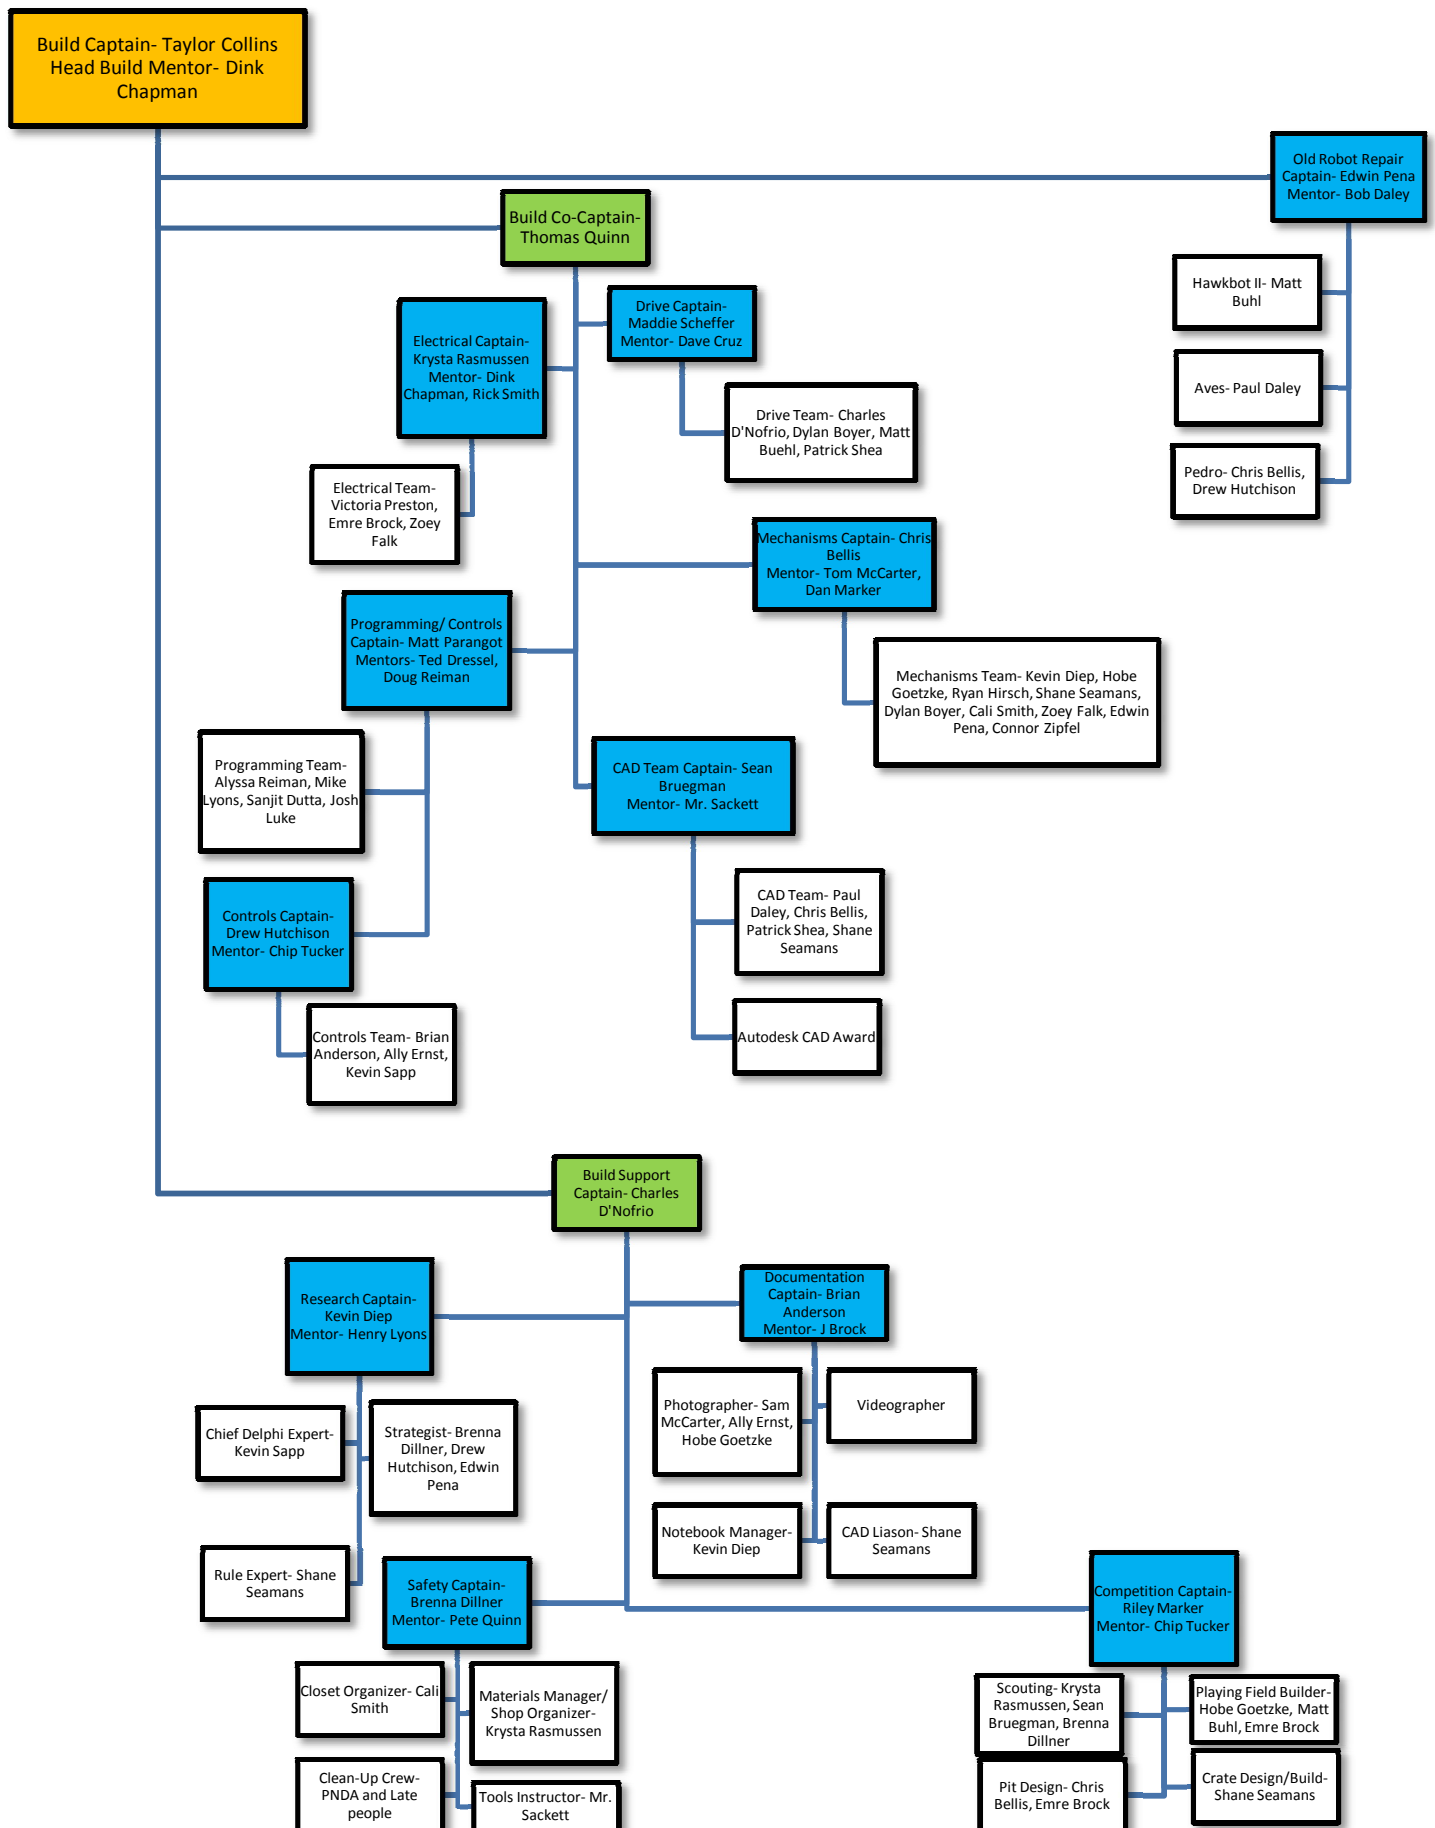 Build Captain- Taylor Collins
Head Build Mentor- Dink
Chapman
Old Robot Repair
Captain- Edwin Pena
Mentor- Bob Daley
Hawkbot II- Matt
Buhl
Aves- Paul Daley
Pedro- Chris Bellis,
Drew Hutchison
Build Co-Captain-
Thomas Quinn
Electrical Captain-
Krysta Rasmussen
Mentor- Dink
Chapman, Rick Smith
Electrical Team-
Victoria Preston,
Emre Brock, Zoey
Falk
Drive Captain-
Maddie Scheffer
Mentor- Dave Cruz
Drive Team- Charles
D'Nofrio, Dylan Boyer, Matt
Buehl, Patrick Shea
Mechanisms Captain- Chris
Bellis
Mentor- Tom McCarter,
Dan Marker
Mechanisms Team- Kevin Diep, Hobe
Goetzke, Ryan Hirsch, Shane Seamans,
Dylan Boyer, Cali Smith, Zoey Falk, Edwin
Pena, Connor Zipfel
Programming/ Controls
Captain- Matt Parangot
Mentors- Ted Dressel,
Doug Reiman
Programming Team-
Alyssa Reiman, Mike
Lyons, Sanjit Dutta, Josh
Luke
Controls Captain-
Drew Hutchison
Mentor- Chip Tucker
Controls Team- Brian
Anderson, Ally Ernst,
Kevin Sapp
CAD Team Captain- Sean
Bruegman
Mentor- Mr. Sackett
CAD Team- Paul
Daley, Chris Bellis,
Patrick Shea, Shane
Seamans
Autodesk CAD Award
Build Support
Captain- Charles
D'Nofrio
Research Captain-
Kevin Diep
Mentor- Henry Lyons
Chief Delphi Expert-
Kevin Sapp
Strategist- Brenna
Dillner, Drew
Hutchison, Edwin
Pena
Rule Expert- Shane
Seamans
Documentation
Captain- Brian
Anderson
Mentor- J Brock
Photographer- Sam
McCarter, Ally Ernst,
Hobe Goetzke
Videographer
Notebook Manager-
Kevin Diep
CAD Liason- Shane
Seamans
Safety Captain-
Brenna Dillner
Mentor- Pete Quinn
Closet Organizer- Cali
Smith
Materials Manager/
Shop Organizer-
Krysta Rasmussen
Clean-Up Crew-
PNDA and Late
people
Tools Instructor- Mr.
Sackett
Competition Captain-
Riley Marker
Mentor- Chip Tucker
Scouting- Krysta
Rasmussen, Sean
Bruegman, Brenna
Dillner
Playing Field Builder-
Hobe Goetzke, Matt
Buhl, Emre Brock
Pit Design- Chris
Bellis, Emre Brock
Crate Design/Build-
Shane Seamans